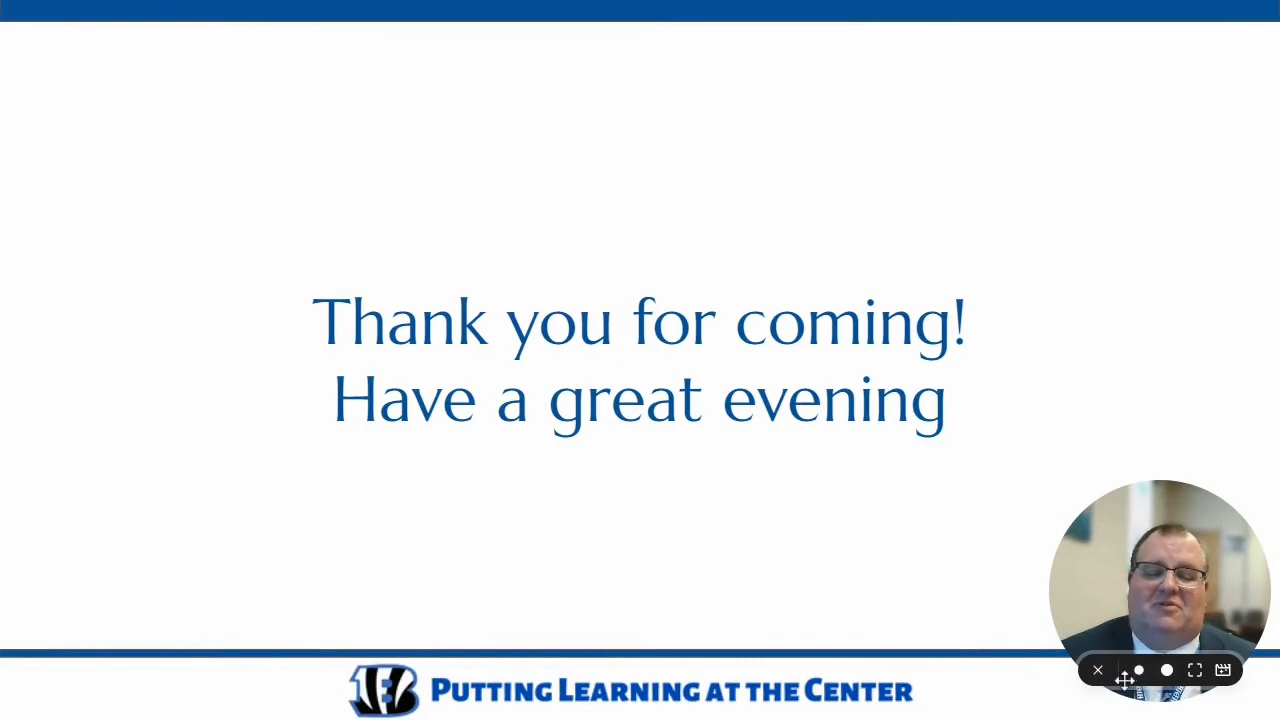 Thank you for coming!
Have a great evening
PUTTING LEARNING AT THE CENTER